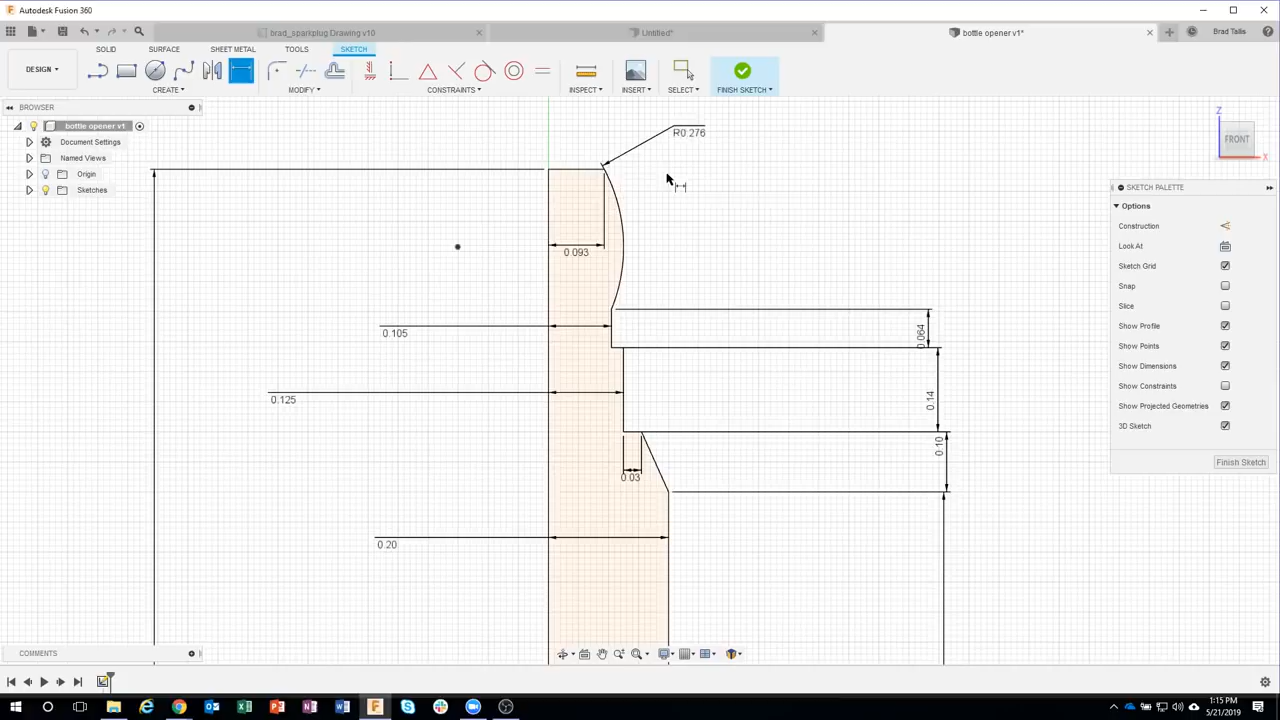 Autodesk Fusion 360
brad_sparkplug Drawing v10
Untitled*
bottle opener v1*
Brad Tallis
SOLID
SURFACE
SHEET METAL
TOOLS
SKETCH
DESIGN
CREATE
MODIFY
CONSTRAINTS
INSPECT
INSERT
SELECT
FINISH SKETCH
BROWSER
bottle opener v1
Document Settings
Named Views
Origin
Sketches
R0.276
0.093
0.105
0.125
0.03
0.20
0.064
0.14
0.10
Z
FRONT
X
SKETCH PALETTE
Options
Construction
Look At
Sketch Grid
Snap
Slice
Show Profile
Show Points
Show Dimensions
Show Constraints
Show Projected Geometries
3D Sketch
Finish Sketch
COMMENTS
1:15 PM
5/21/2019